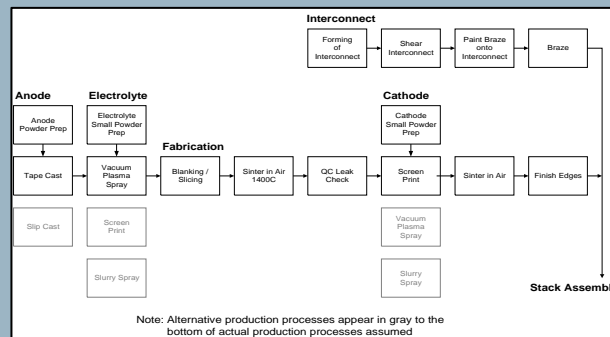 Interconnect
Forming
of
Interconnect
Shear
Interconnect
Paint Braze
onto
Interconnect
Braze
Anode
Electrolyte
Cathode
Anode
Powder Prep
Electrolyte
Small Powder
Prep
Cathode
Small Powder
Prep
Fabrication
Tape Cast
Vacuum
Plasma
Spray
Blanking /
Slicing
Sinter in Air
1400C
QC Leak
Check
Screen
Print
Sinter in Air
Finish Edges
Slip Cast
Screen
Print
Vacuum
Plasma
Spray
Slurry Spray
Slurry
Spray
Stack Assembl
Note: Alternative production processes appear in gray to the
bottom of actual production processes assumed